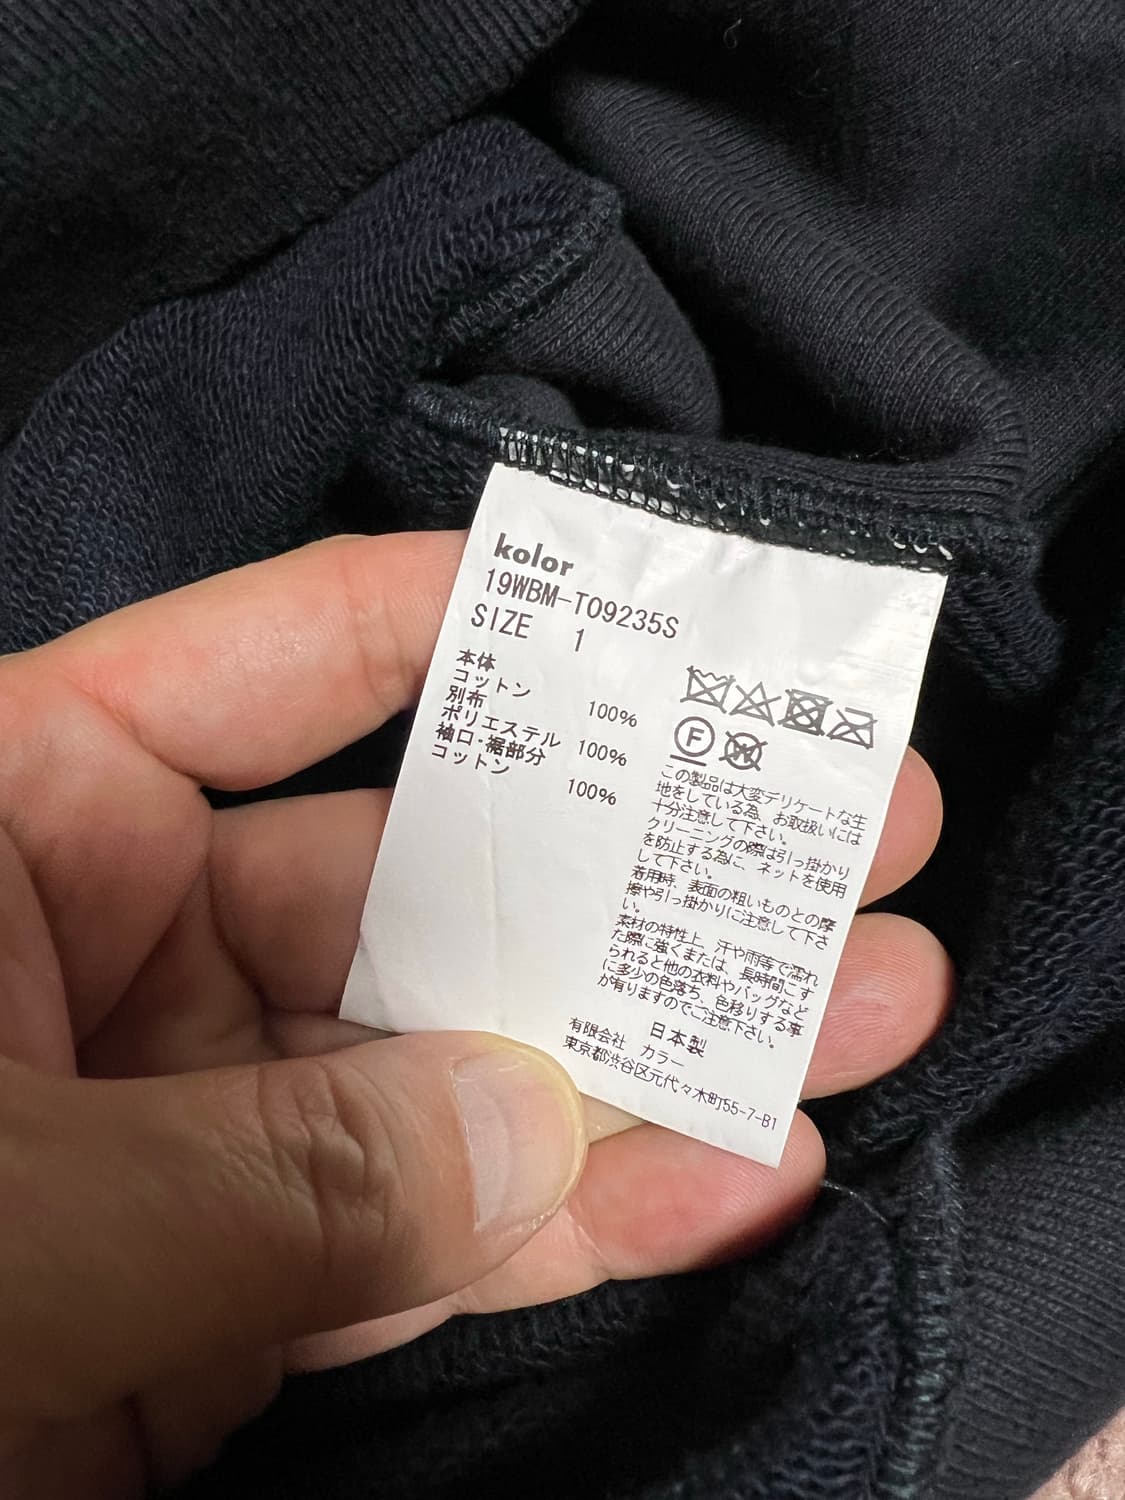 kolor
19WBM-T09235S
SIZE 1
本体
コットン 100%
別布
ポリエステル 100%
袖口・裾部分
コットン 100%
F
W
この製品は大変デリケートな生
地をしている為、お取扱いには
十分注意して下さい。
クリーニングの際は引っ掛かり
を防止する為に、ネットを使用
して下さい。
着用時、表面の粗いものとの摩
擦や引っ掛かりに注意して下さ
い。
素材の特性上、汗や雨等で濡れ
た際に強くまたは、長時間こす
られると他の衣料やバッグなど
に多少の色落ち、色移りする事
が有りますのでご注意下さい。
日本製
有限会社 カラー
東京都渋谷区元代々木町55-7-B1